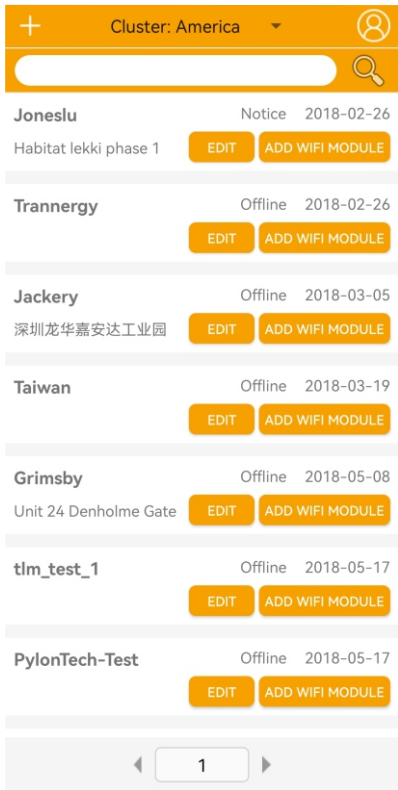 Cluster: America
Joneslu Notice 2018-02-26
Habitat lekki phase 1 EDIT ADD WIFI MODULE
Trannergy Offline 2018-02-26
EDIT ADD WIFI MODULE
Jackery Offline 2018-03-05
深圳龙华嘉安达工业园 EDIT ADD WIFI MODULE
Taiwan Offline 2018-03-19
EDIT ADD WIFI MODULE
Grimsby Offline 2018-05-08
Unit 24 Denholme Gate EDIT ADD WIFI MODULE
tlm_test_1 Offline 2018-05-17
EDIT ADD WIFI MODULE
PylonTech-Test Offline 2018-05-17
EDIT ADD WIFI MODULE
1